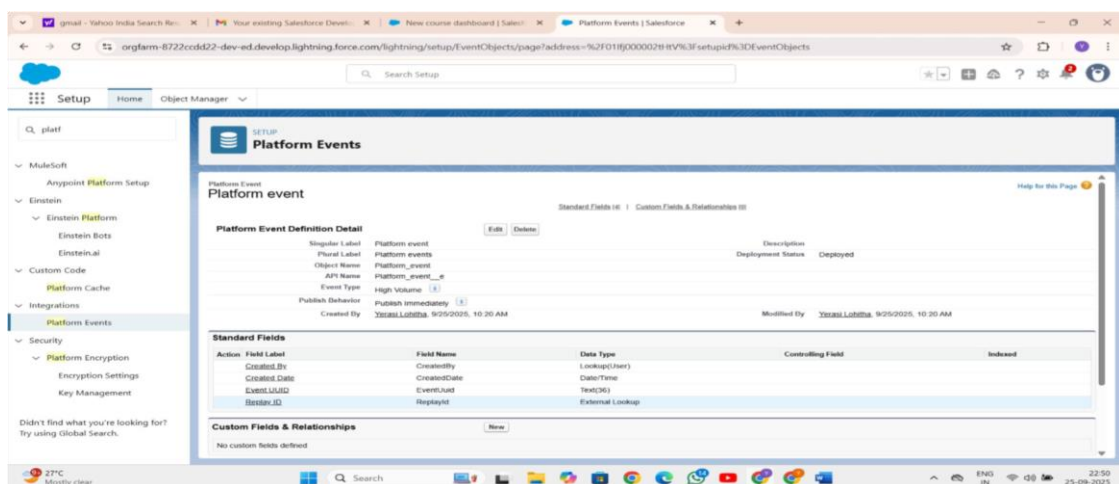 gmail - Yahoo India Search Res
Your existing Salesforce Develo
New course dashboard | Salesf
Platform Events | Salesforce
orgfarm-8722ccdd22-dev-ed.develop.lightning.force.com/lightning/setup/EventObjects/page?address=%2F01Ifj000002tHtV%3Fsetupid%3DEventObjects
Search Setup
Setup Home Object Manager
platf
MuleSoft
Anypoint Platform Setup
Einstein
Einstein Platform
Einstein Bots
Einstein.ai
Custom Code
Platform Cache
Integrations
Platform Events
Security
Platform Encryption
Encryption Settings
Key Management
Didn't find what you're looking for?
Try using Global Search.
SETUP
Platform Events
Platform Event
Platform event
Help for this Page
Standard Fields [4] | Custom Fields & Relationships [0]
Platform Event Definition Detail Edit Delete
Singular Label Platform event Description
Plural Label Platform events Deployment Status Deployed
Object Name Platform_event
API Name Platform_event__e
Event Type High Volume
Publish Behavior Publish Immediately
Created By Yerasi Lohitha, 9/25/2025, 10:20 AM Modified By Yerasi Lohitha, 9/25/2025, 10:20 AM
Standard Fields
Action Field Label Field Name Data Type Controlling Field Indexed
Created By CreatedBy Lookup(User)
Created Date CreatedDate Date/Time
Event UUID EventUuid Text(36)
Replay ID ReplayId External Lookup
Custom Fields & Relationships New
No custom fields defined
27°C
Mostly clear
Search
ENG
IN
22:50
25-09-2025